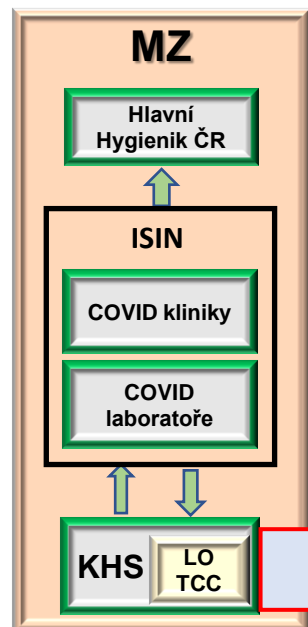 MZ
Hlavní
Hygienik ČR
ISIN
COVID kliniky
COVID
laboratoře
KHS
LO
TCC